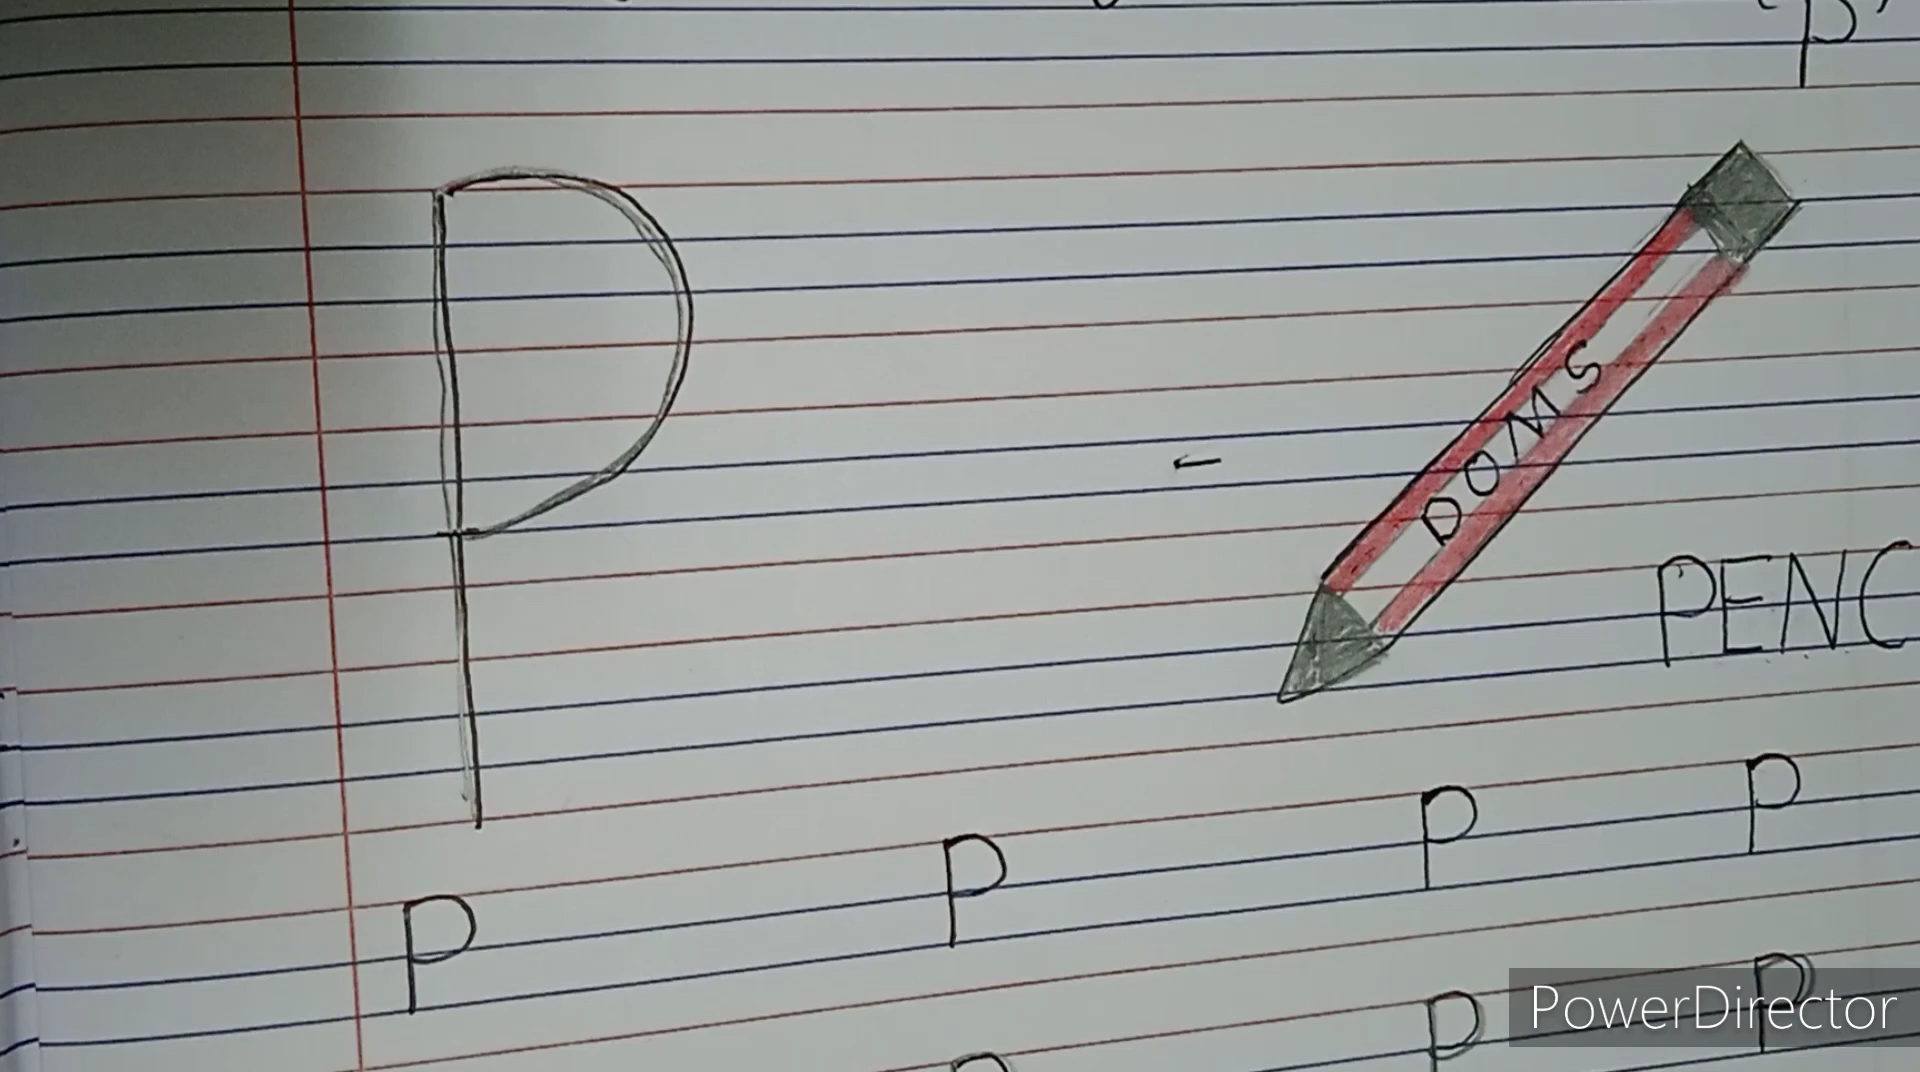 'p'
P - DOMS
PENC
P P P P
P P P
PowerDirector